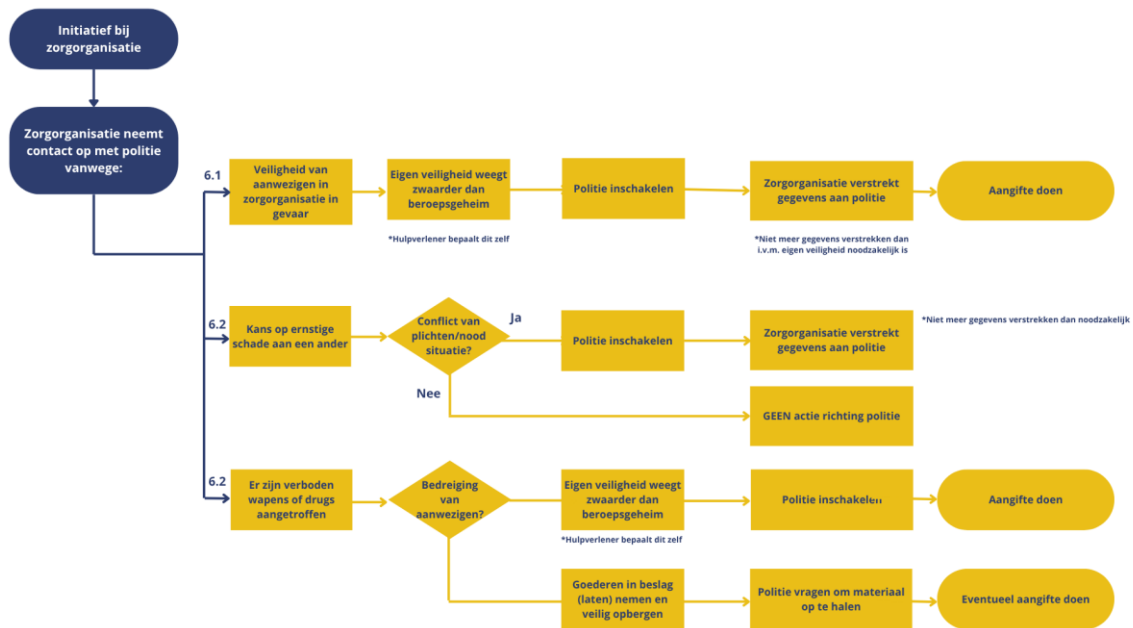 Initiatief bij
zorgorganisatie
Zorgorganisatie neemt
contact op met politie
vanwege:
6.1
Veiligheid van
aanwezigen in
zorgorganisatie in
gevaar
Eigen veiligheid weegt
zwaarder dan
beroepsgeheim
*Hulpverlener bepaalt dit zelf
Politie inschakelen
Zorgorganisatie verstrekt
gegevens aan politie
*Niet meer gegevens verstrekken dan
i.v.m. eigen veiligheid noodzakelijk is
Aangifte doen
6.2
Kans op ernstige
schade aan een ander
Conflict van
plichten/nood
situatie?
Ja
Politie inschakelen
Zorgorganisatie verstrekt
gegevens aan politie
*Niet meer gegevens verstrekken dan noodzakelijk
Nee
GEEN actie richting politie
6.2
Er zijn verboden
wapens of drugs
aangetroffen
Bedreiging
van
aanwezigen?
Eigen veiligheid weegt
zwaarder dan
beroepsgeheim
*Hulpverlener bepaalt dit zelf
Politie inschakelen
Aangifte doen
Goederen in beslag
(laten) nemen en
veilig opbergen
Politie vragen om materiaal
op te halen
Eventueel aangifte doen